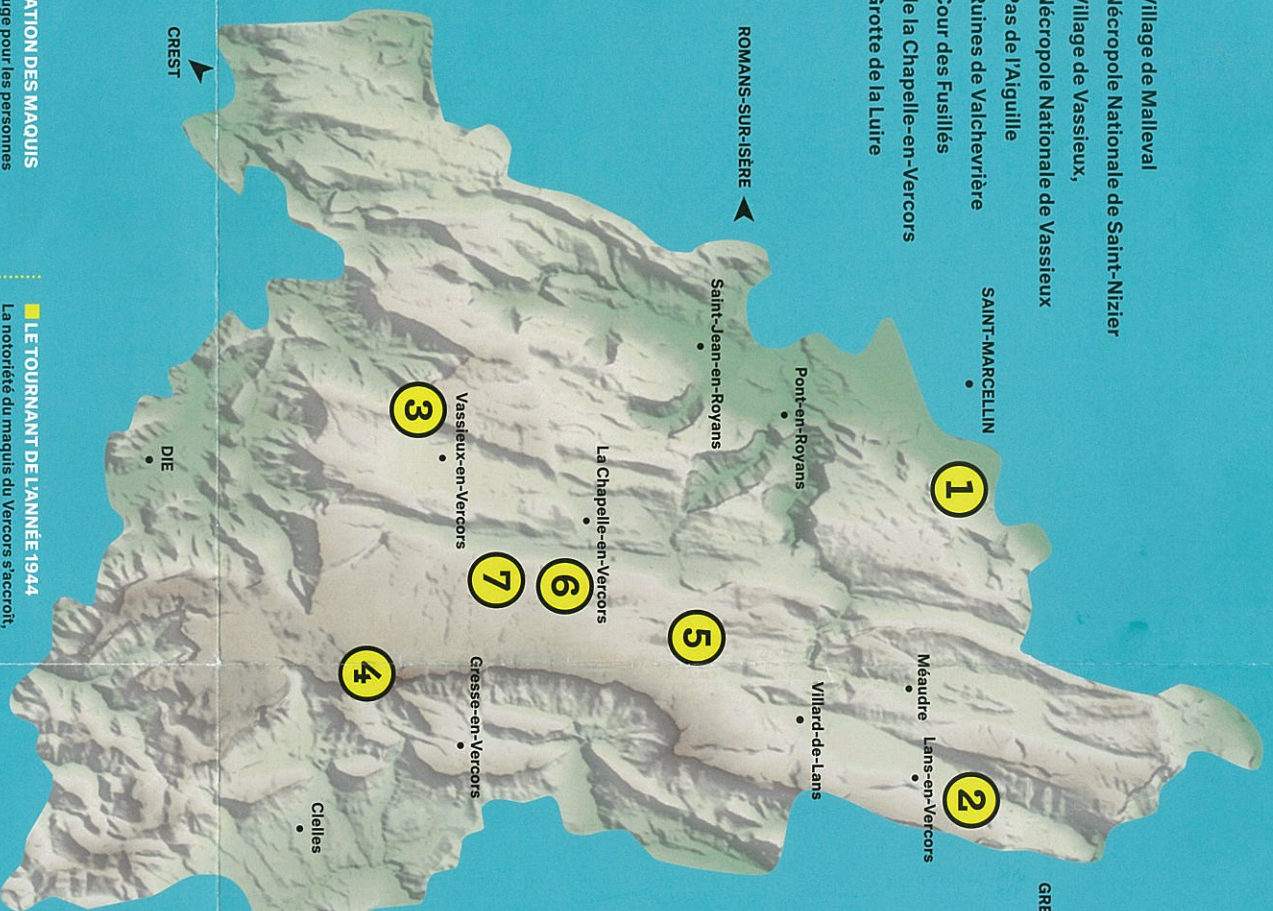 Village de Malleval
Nécropole Nationale de Saint-Nizier
Village de Vassieux,
Nécropole Nationale de Vassieux
Pas de l'Aiguille
Ruines de Valchevrière
Cour des Fusillés
de la Chapelle-en-Vercors
Grotte de la Luire
GRE
SAINT-MARCELLIN
1
2
Lans-en-Vercors
Méaudre
Villard-de-Lans
Pont-en-Royans
ROMANS-SUR-ISÈRE
Saint-Jean-en-Royans
5
La Chapelle-en-Vercors
6
7
Gresse-en-Vercors
Vassieux-en-Vercors
3
4
Clelles
CREST
DIE
ATION DES MAQUIS
uge pour les personnes
LE TOURNANT DE L'ANNÉE 1944
La notoriété du maquis du Vercors s'accroît,